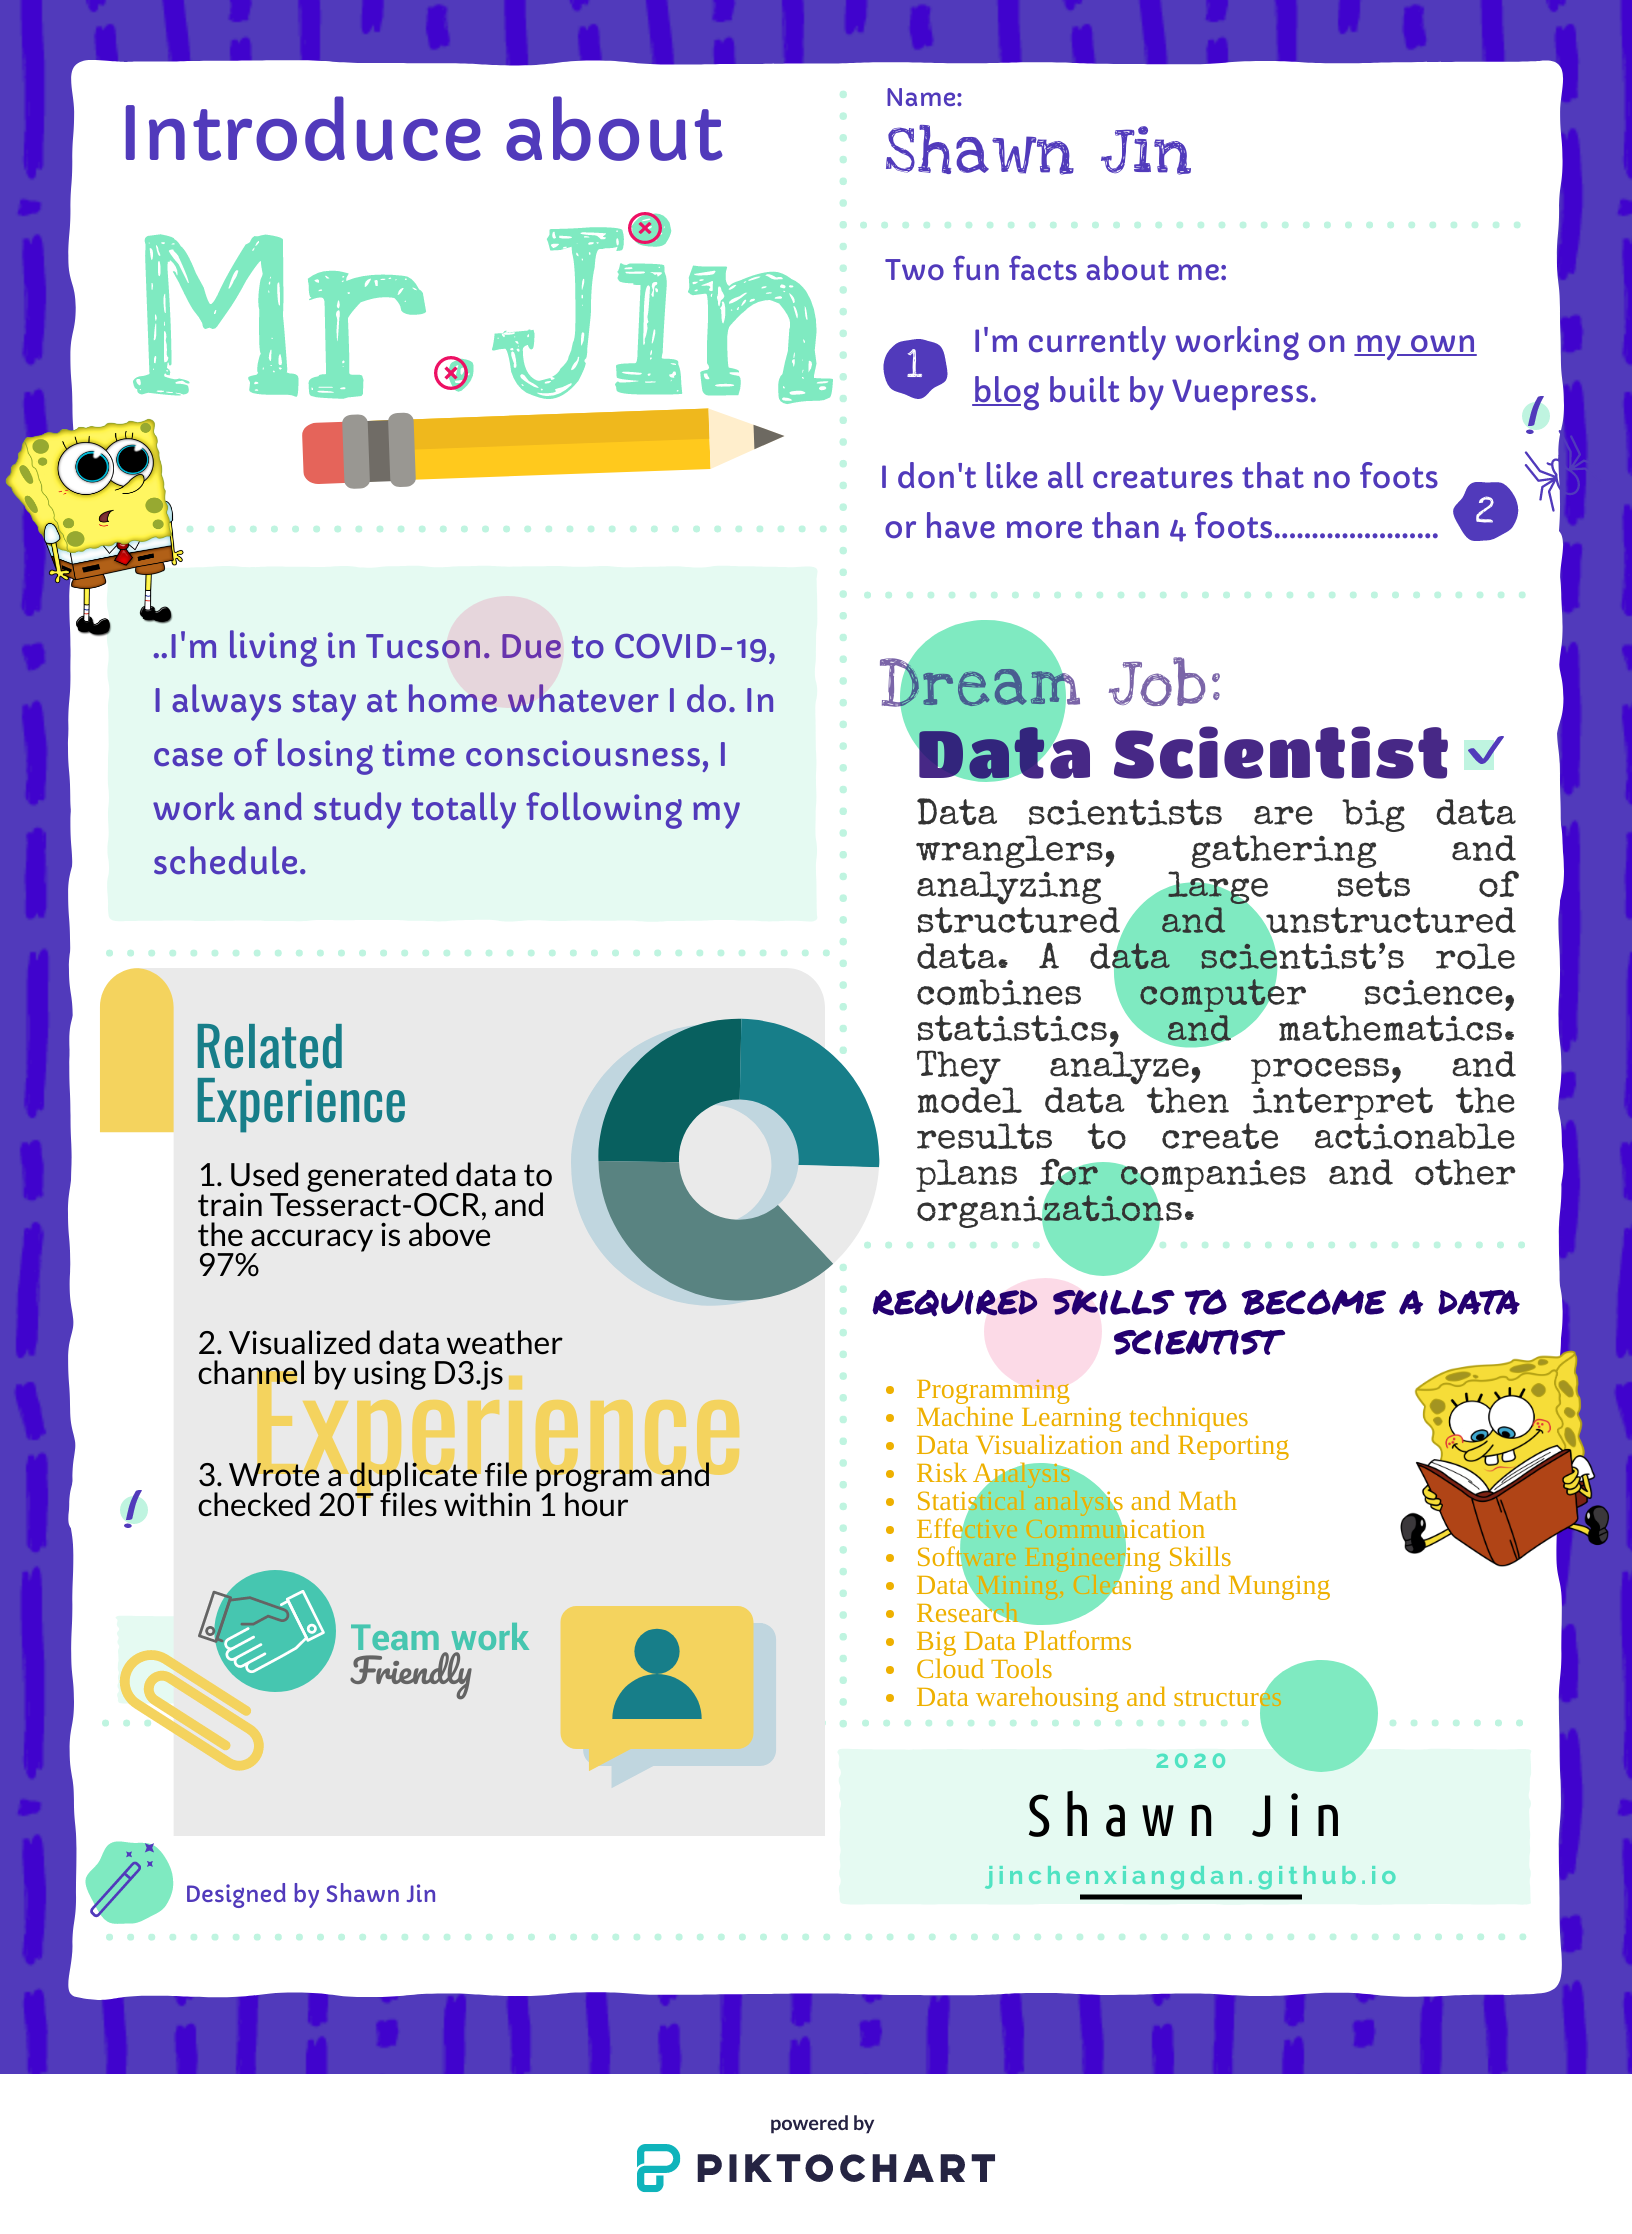 Introduce about
Mr.Jin
..I'm living in Tucson. Due to COVID-19,
I always stay at home whatever I do. In
case of losing time consciousness, I
work and study totally following my
schedule.
Related
Experience
1. Used generated data to
train Tesseract-OCR, and
the accuracy is above
97%
2. Visualized data weather
channel by using D3.js
Experience
3. Wrote a duplicate file program and
checked 20T files within 1 hour
Team work
Friendly
Designed by Shawn Jin
Name:
Shawn Jin
Two fun facts about me:
1
I'm currently working on my own
blog built by Vuepress.
I don't like all creatures that no foots
or have more than 4 foots......................
2
Dream Job:
Data Scientist
Data scientists are big data
wranglers, gathering and
analyzing large sets of
structured and unstructured
data. A data scientist’s role
combines computer science,
statistics, and mathematics.
They analyze, process, and
model data then interpret the
results to create actionable
plans for companies and other
organizations.
REQUIRED SKILLS TO BECOME A DATA
SCIENTIST
• Programming
• Machine Learning techniques
• Data Visualization and Reporting
• Risk Analysis
• Statistical analysis and Math
• Effective Communication
• Software Engineering Skills
• Data Mining, Cleaning and Munging
• Research
• Big Data Platforms
• Cloud Tools
• Data warehousing and structures
2020
Shawn Jin
jinchenxiangdan.github.io
powered by
PIKTOCHART